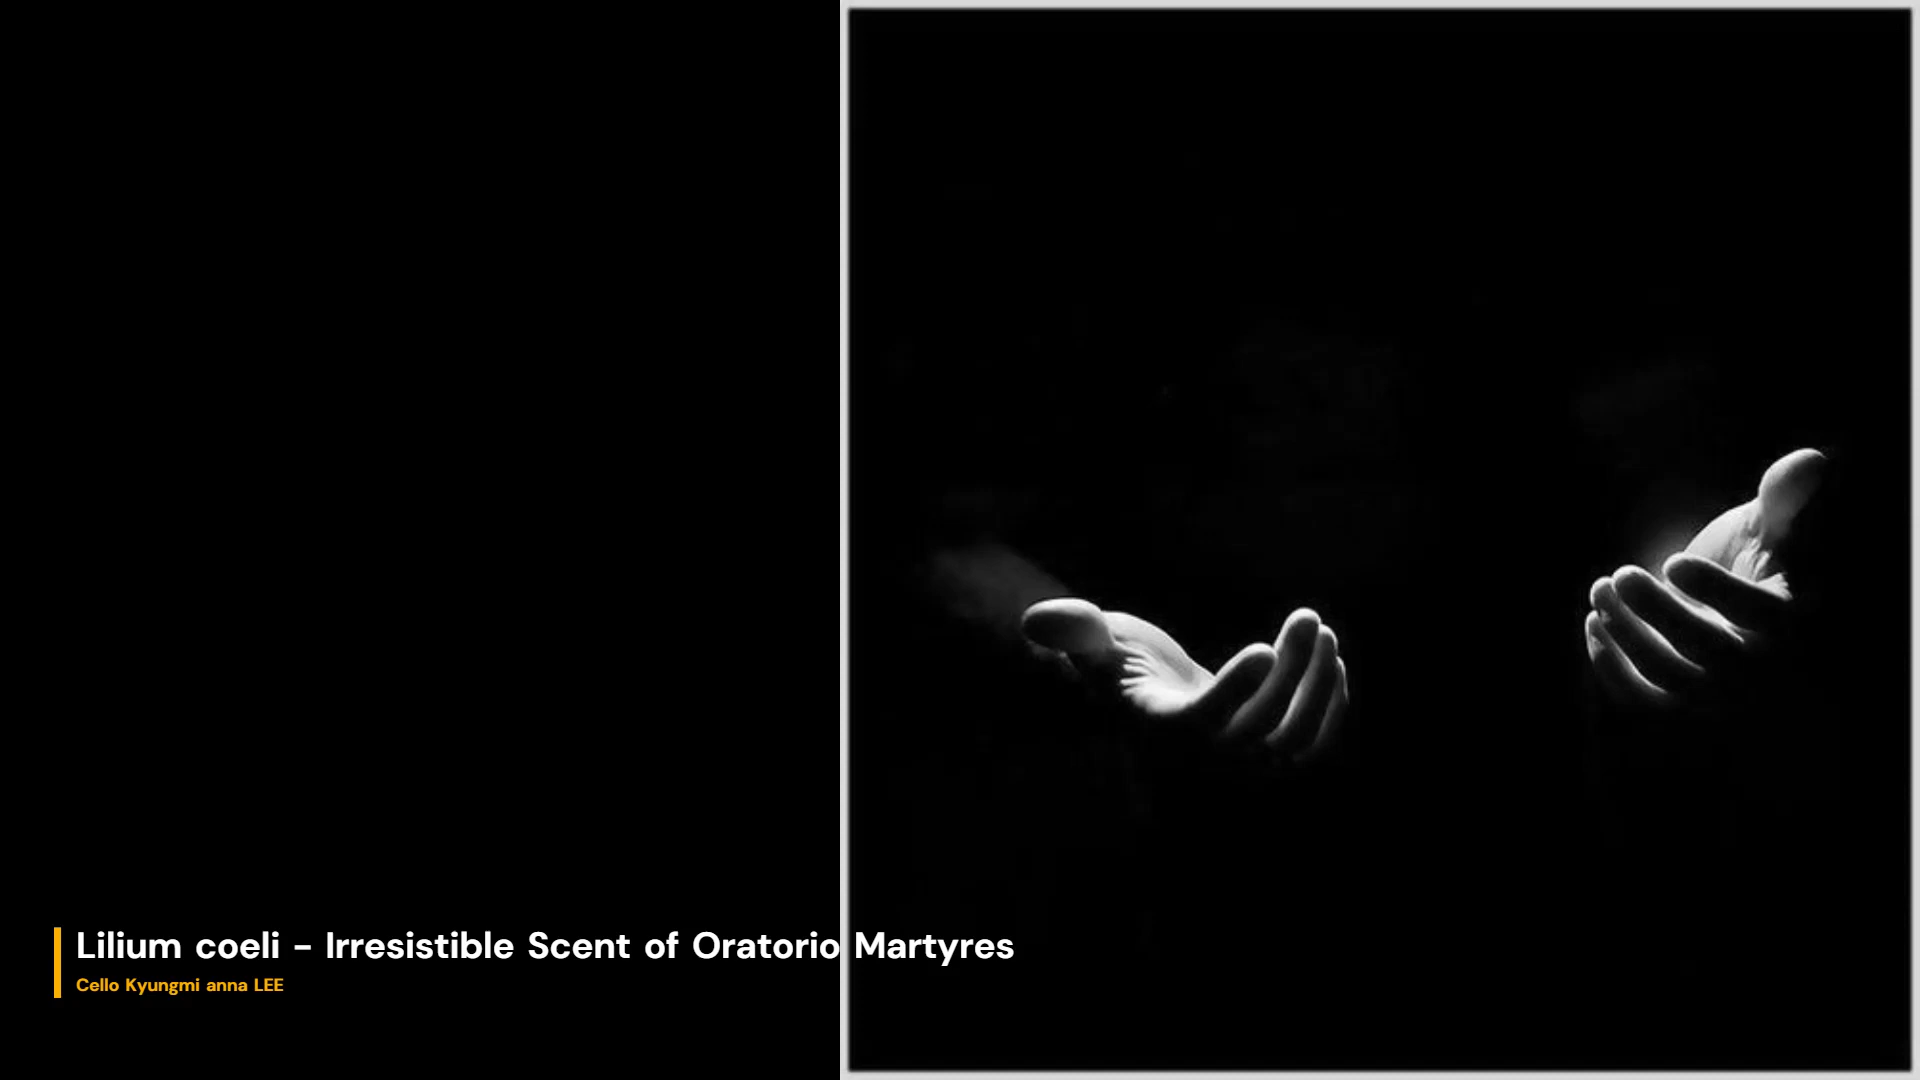 Lilium coeli - Irresistible Scent of Oratorio Martyres
Cello Kyungmi anna LEE